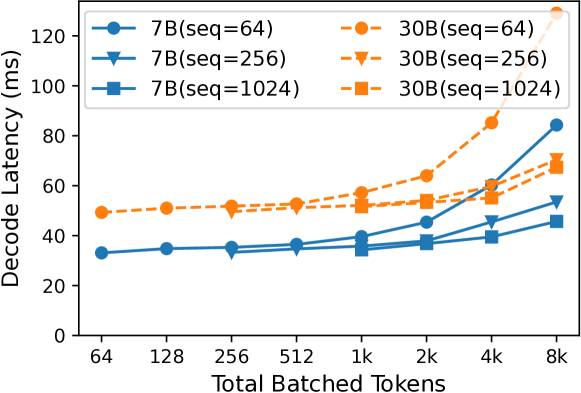 7B(seq=64) 30B(seq=64)
7B(seq=256) 30B(seq=256)
7B(seq=1024) 30B(seq=1024)
Decode Latency (ms)
120
100
80
60
40
20
0
64 128 256 512 1k 2k 4k 8k
Total Batched Tokens